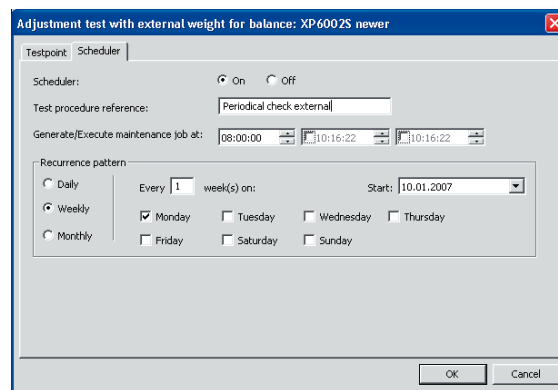 Adjustment test with external weight for balance: XP6002S newer
Testpoint Scheduler
Scheduler: On Off
Test procedure reference: Periodical check external
Generate/Execute maintenance job at: 08:00:00 10:16:22 10:16:22
Recurrence pattern
Daily Every 1 week(s) on: Start: 10.01.2007
Weekly Monday Tuesday Wednesday Thursday
Monthly Friday Saturday Sunday
OK Cancel